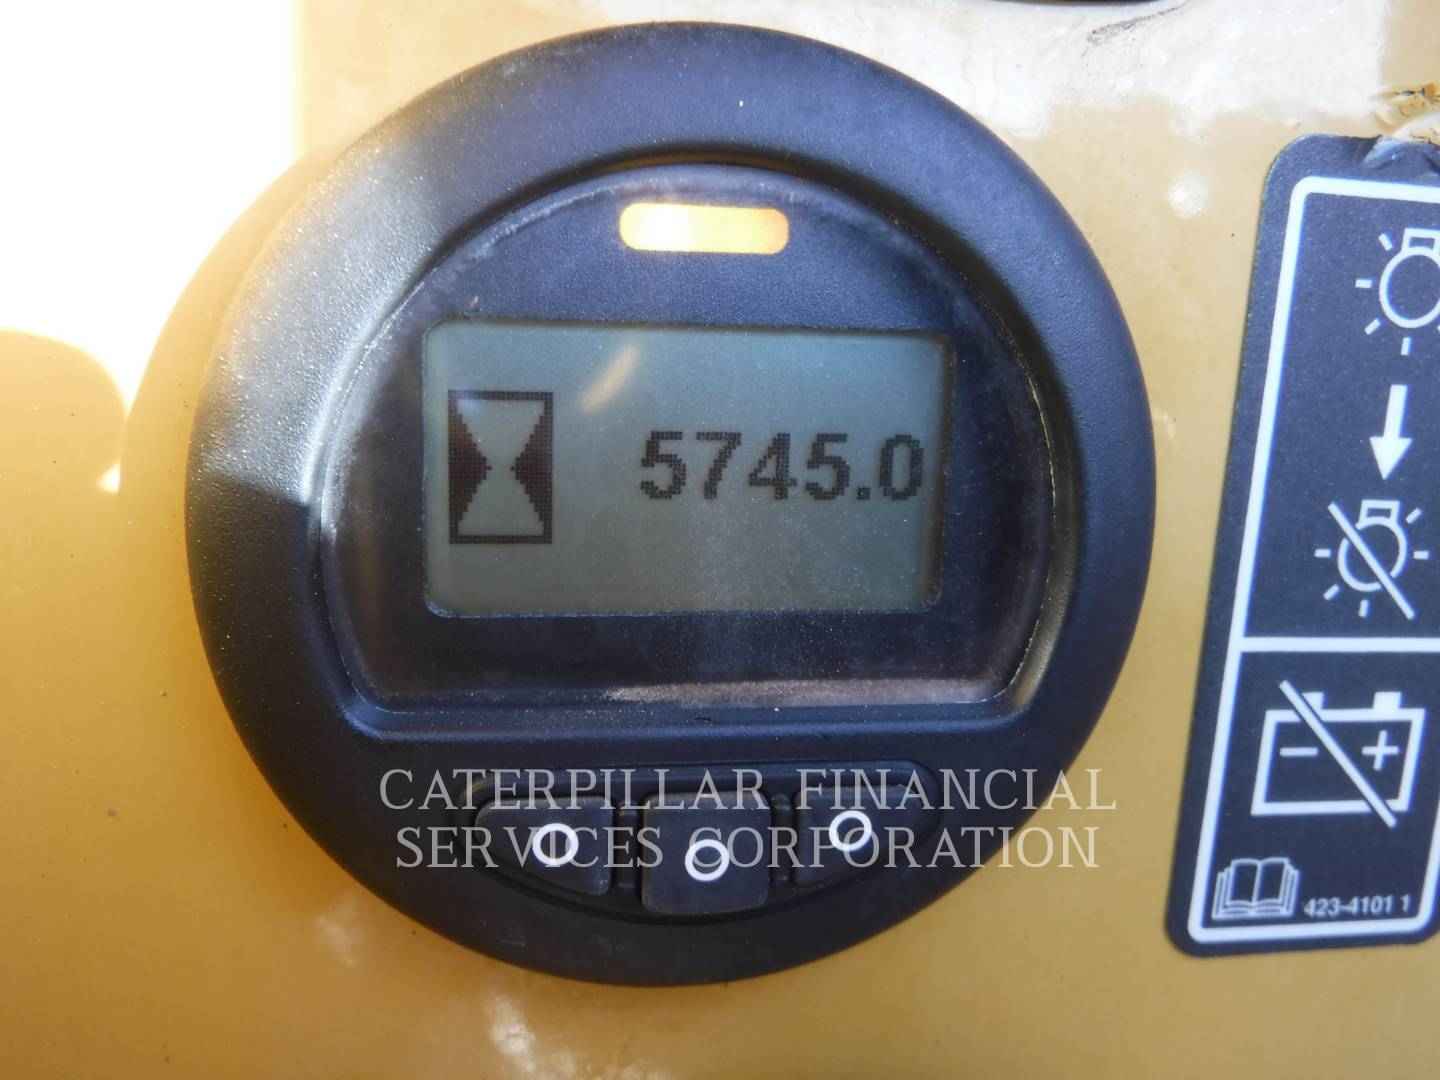 5745.0
CATERPILLAR FINANCIAL
SERVICES CORPORATION
- +
423-4101 1